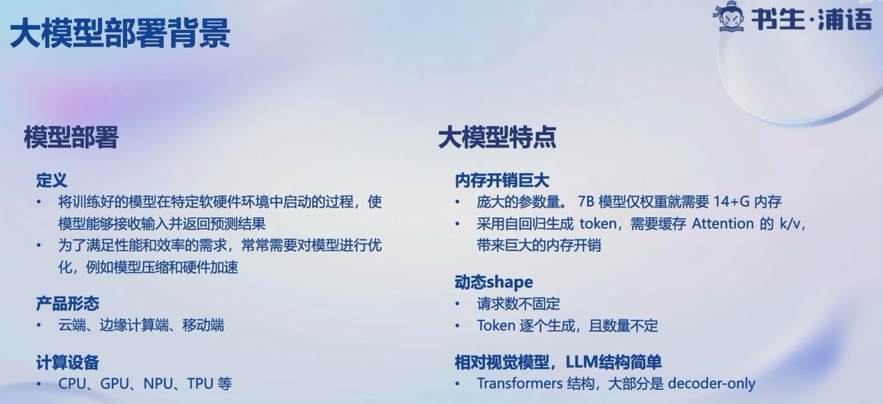 大模型部署背景
书生·浦语
模型部署
定义
• 将训练好的模型在特定软硬件环境中启动的过程，使
模型能够接收输入并返回预测结果
• 为了满足性能和效率的需求，常常需要对模型进行优
化，例如模型压缩和硬件加速
产品形态
• 云端、边缘计算端、移动端
计算设备
• CPU、GPU、NPU、TPU 等
大模型特点
内存开销巨大
• 庞大的参数量。 7B 模型仅权重就需要 14+G 内存
• 采用自回归生成 token，需要缓存 Attention 的 k/v，
带来巨大的内存开销
动态shape
• 请求数不固定
• Token 逐个生成，且数量不定
相对视觉模型，LLM结构简单
• Transformers 结构，大部分是 decoder-only